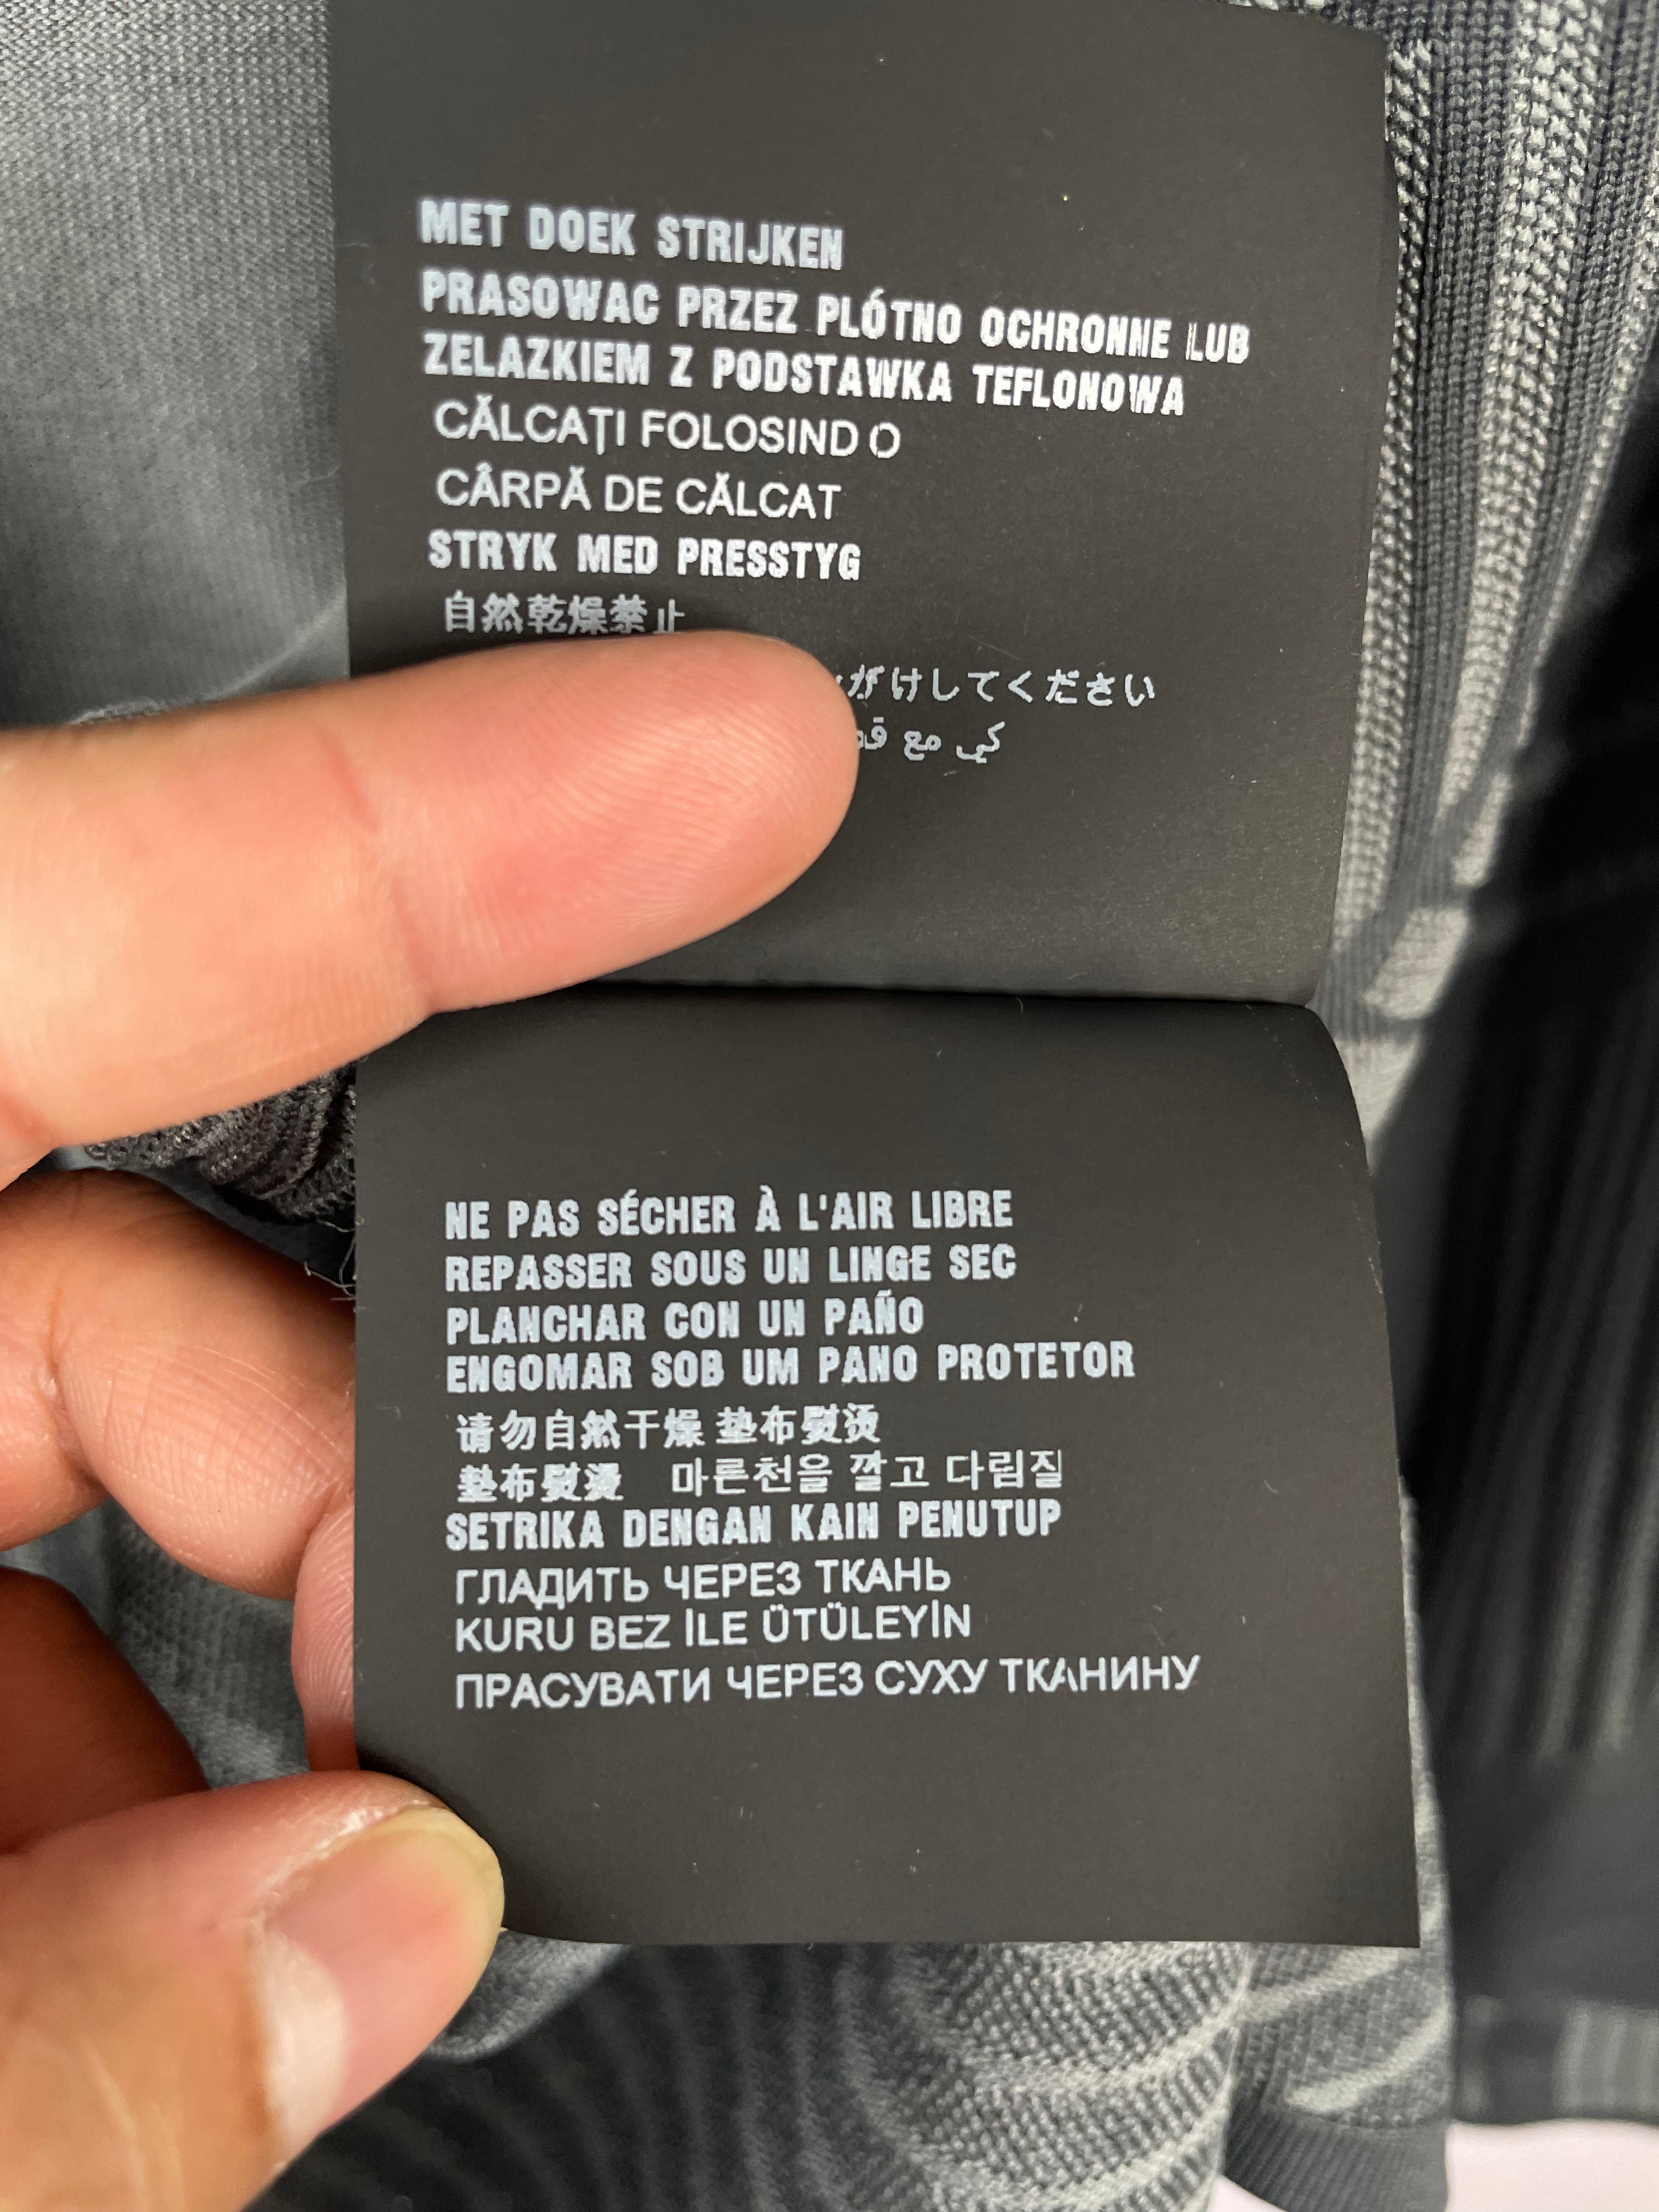 MET DOEK STRIJKEN
PRASOWAC PRZEZ PLÓTNO OCHRONNE LUB
ZELAZKIEM Z PODSTAWKA TEFLONOWA
CĂLCAȚI FOLOSIND O
CÂRPĂ DE CĂLCAT
STRYK MED PRESSTYG
自然乾燥禁止
がけしてください
كي مع
NE PAS SÉCHER À L'AIR LIBRE
REPASSER SOUS UN LINGE SEC
PLANCHAR CON UN PAÑO
ENGOMAR SOB UM PANO PROTETOR
请勿自然干燥 垫布熨烫
墊布熨燙 마른천을 깔고 다림질
SETRIKA DENGAN KAIN PENUTUP
ГЛАДИТЬ ЧЕРЕЗ ТКАНЬ
KURU BEZ İLE ÜTÜLEYİN
ПРАСУВАТИ ЧЕРЕЗ СУХУ ТКАНИНУ